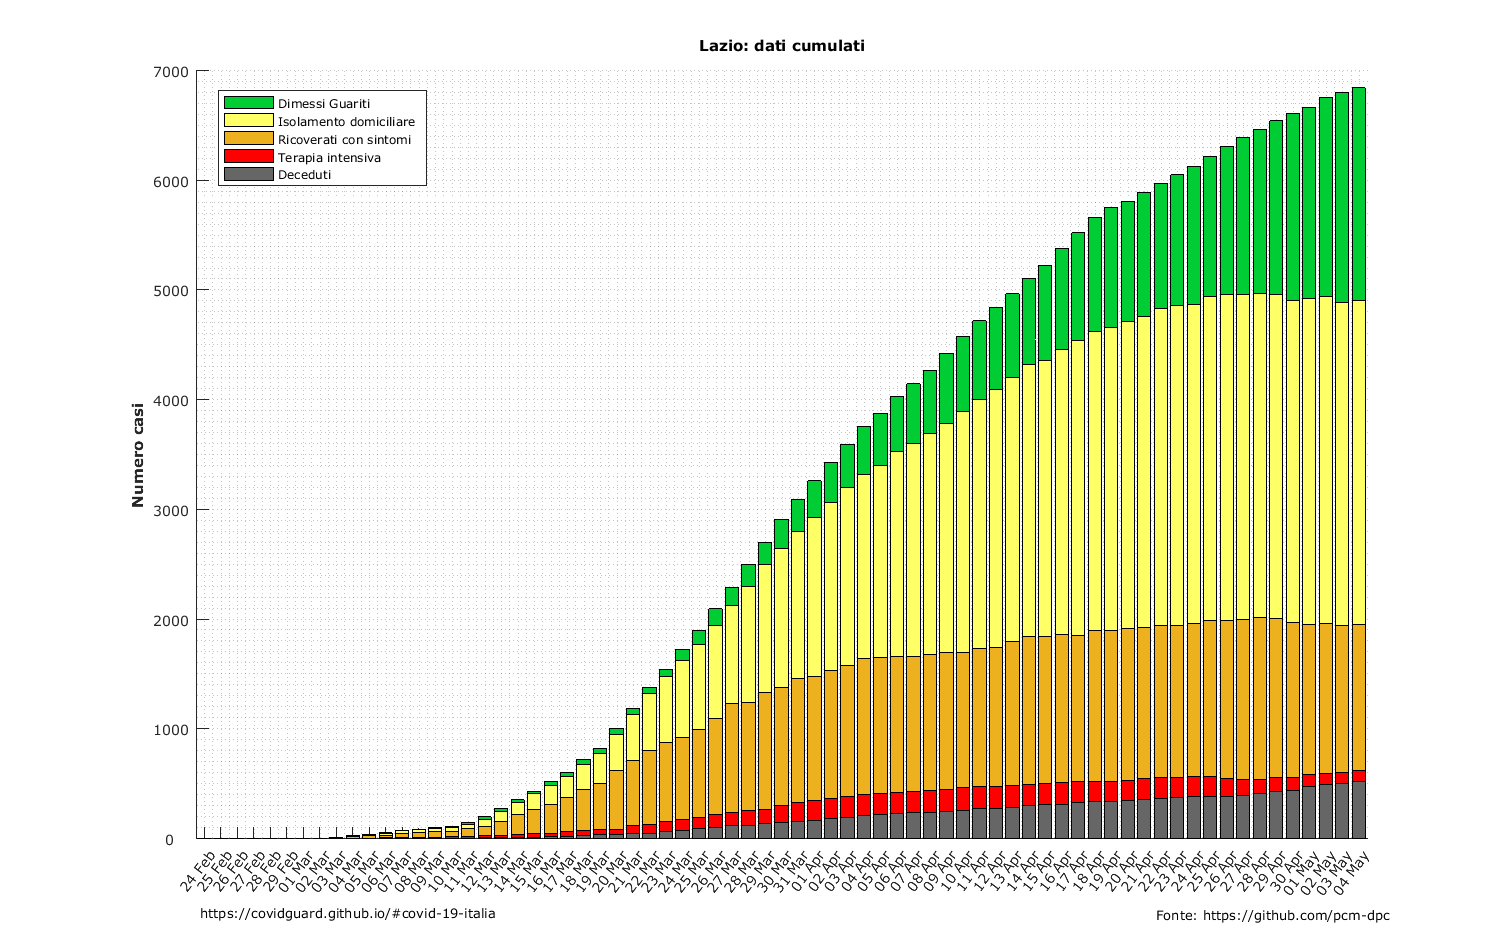 Lazio: dati cumulati
7000
6000
5000
4000
3000
2000
1000
0
Numero casi
Dimessi Guariti
Isolamento domiciliare
Ricoverati con sintomi
Terapia intensiva
Deceduti
24 Feb
25 Feb
26 Feb
27 Feb
28 Feb
29 Feb
01 Mar
02 Mar
03 Mar
04 Mar
05 Mar
06 Mar
07 Mar
08 Mar
09 Mar
10 Mar
11 Mar
12 Mar
13 Mar
14 Mar
15 Mar
16 Mar
17 Mar
18 Mar
19 Mar
20 Mar
21 Mar
22 Mar
23 Mar
24 Mar
25 Mar
26 Mar
27 Mar
28 Mar
29 Mar
30 Mar
31 Mar
01 Apr
02 Apr
03 Apr
04 Apr
05 Apr
06 Apr
07 Apr
08 Apr
09 Apr
10 Apr
11 Apr
12 Apr
13 Apr
14 Apr
15 Apr
16 Apr
17 Apr
18 Apr
19 Apr
20 Apr
21 Apr
22 Apr
23 Apr
24 Apr
25 Apr
26 Apr
27 Apr
28 Apr
29 Apr
30 Apr
01 May
02 May
03 May
04 May
https://covidguard.github.io/#covid-19-italia
Fonte: https://github.com/pcm-dpc